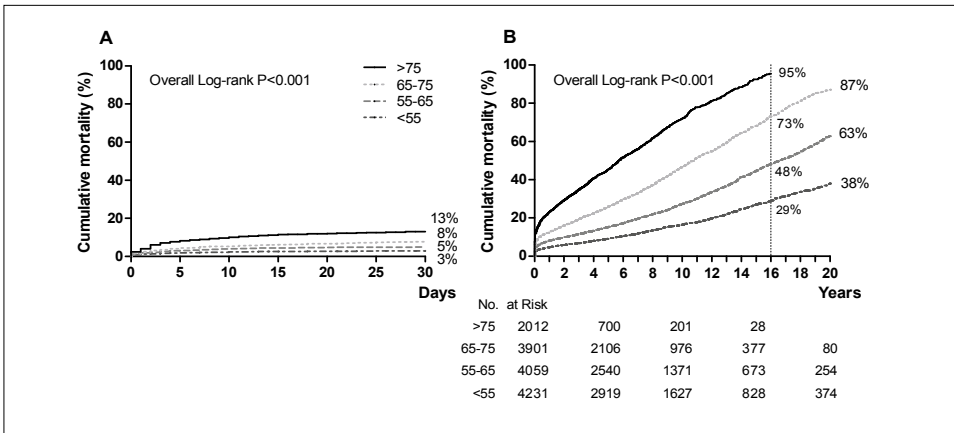 A
Overall Log-rank P<0.001
>75
65-75
55-65
<55
Cumulative mortality (%)
100
80
60
40
20
0
13%
8%
5%
3%
0 5 10 15 20 25 30
Days
B
Overall Log-rank P<0.001
Cumulative mortality (%)
100
80
60
40
20
0
95%
87%
73%
63%
48%
38%
29%
0 2 4 6 8 10 12 14 16 18 20
Years
No. at Risk
>75 2012 700 201 28
65-75 3901 2106 976 377 80
55-65 4059 2540 1371 673 254
<55 4231 2919 1627 828 374